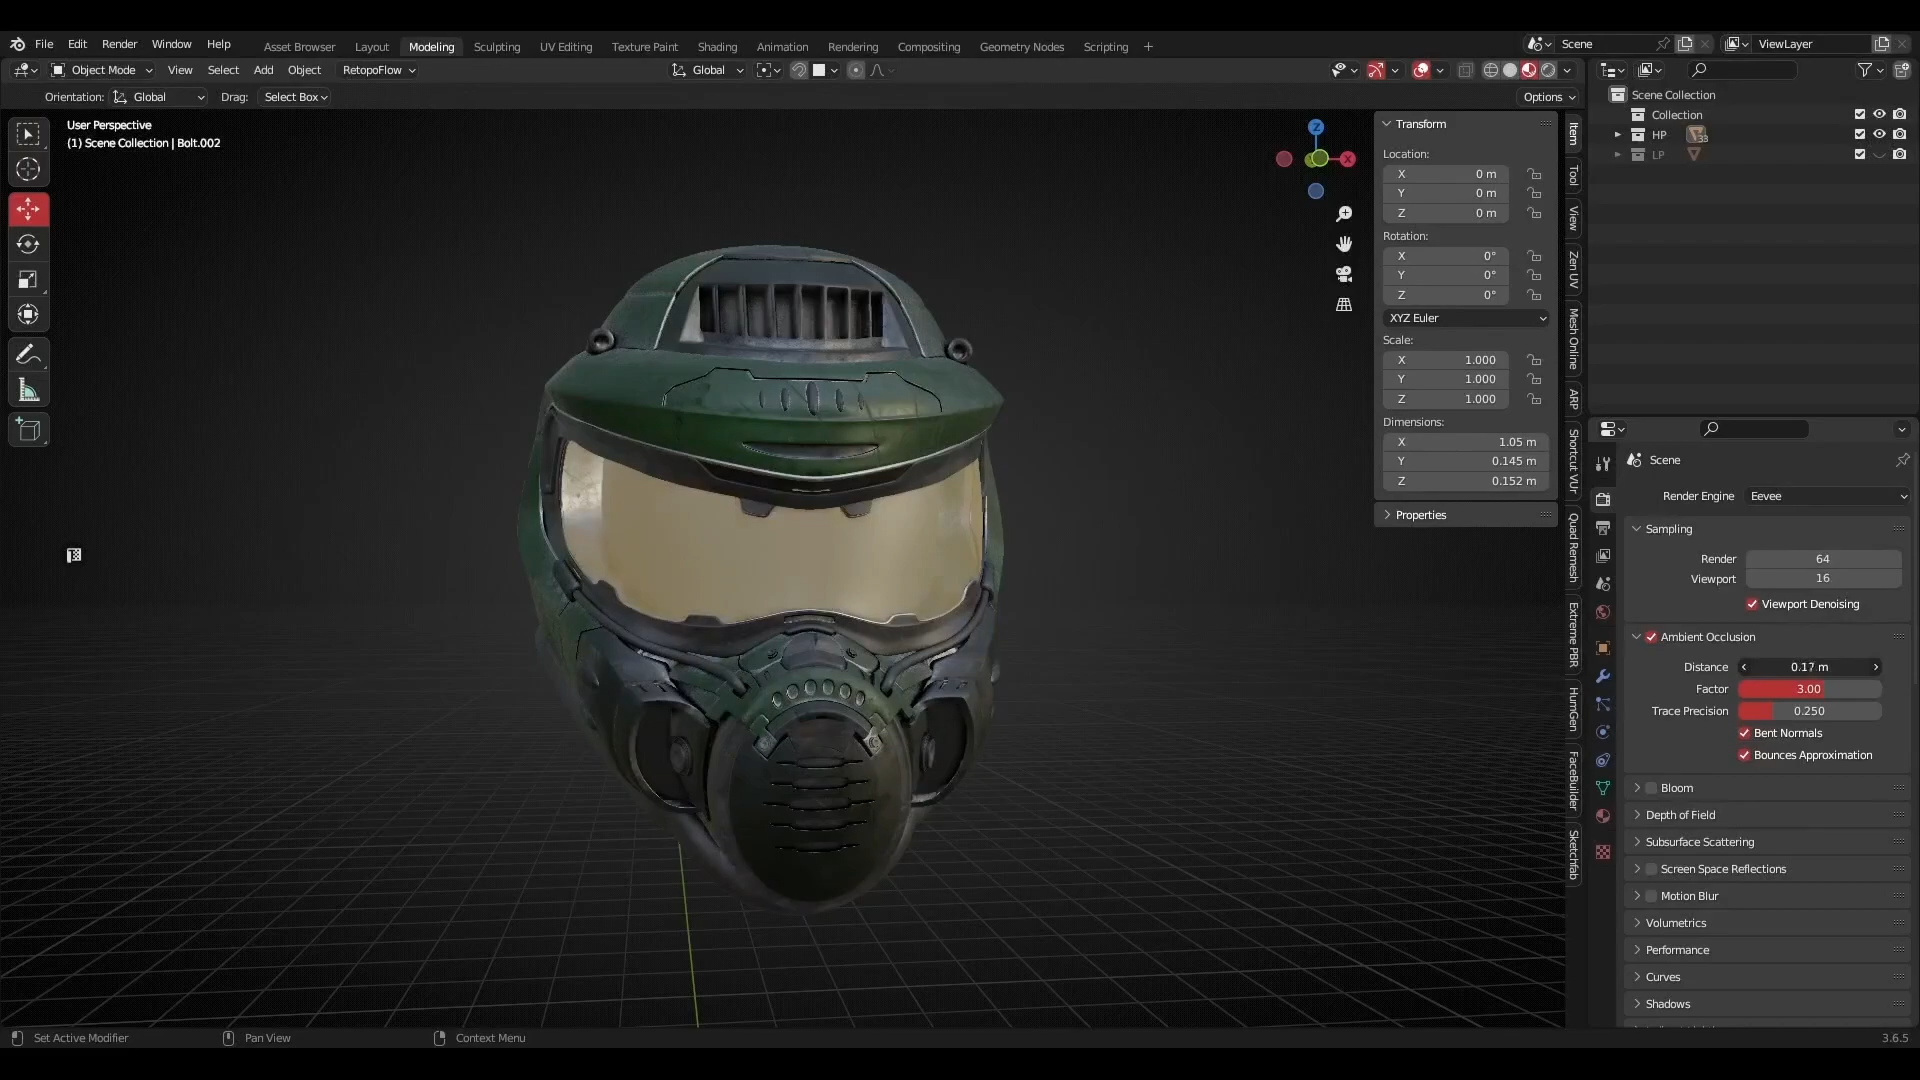 File Edit Render Window Help Asset Browser Layout Modeling Sculpting UV Editing Texture Paint Shading Animation Rendering Compositing Geometry Nodes Scripting + Scene ViewLayer
Object Mode View Select Add Object RetopoFlow Global
Orientation: Global Drag: Select Box Options
User Perspective
(1) Scene Collection | Bolt.002
Z
X
Transform
Location:
X 0 m
Y 0 m
Z 0 m
Rotation:
X 0°
Y 0°
Z 0°
XYZ Euler
Scale:
X 1.000
Y 1.000
Z 1.000
Dimensions:
X 1.05 m
Y 0.145 m
Z 0.152 m
Properties
Item
Tool
View
Zen UV
Mesh Online
ARP
Shortcut VUr
Quad Remesh
Extreme PBR
HumGen
FaceBuilder
Sketchfab
Scene Collection
Collection
HP 33
LP
Scene
Render Engine Eevee
Sampling
Render 64
Viewport 16
Viewport Denoising
Ambient Occlusion
Distance 0.17 m
Factor 3.00
Trace Precision 0.250
Bent Normals
Bounces Approximation
Bloom
Depth of Field
Subsurface Scattering
Screen Space Reflections
Motion Blur
Volumetrics
Performance
Curves
Shadows
Set Active Modifier Pan View Context Menu 3.6.5